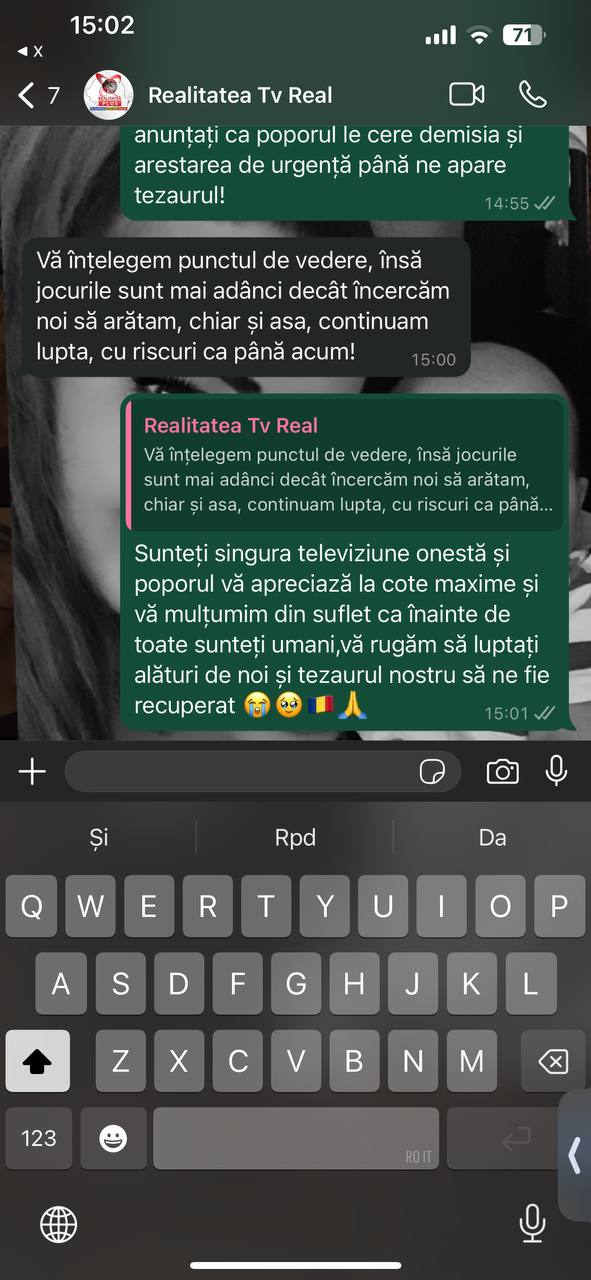 15:02
71
◀ X
7
Realitatea Tv Real
anunțați ca poporul le cere demisia și
arestarea de urgență până ne apare
tezaurul!
14:55
Vă înțelegem punctul de vedere, însă
jocurile sunt mai adânci decât încercăm
noi să arătam, chiar și asa, continuam
lupta, cu riscuri ca până acum!
15:00
Realitatea Tv Real
Vă înțelegem punctul de vedere, însă jocurile
sunt mai adânci decât încercăm noi să arătam,
chiar și asa, continuam lupta, cu riscuri ca până...
Sunteți singura televiziune onestă și
poporul vă apreciază la cote maxime și
vă mulțumim din suflet ca înainte de
toate sunteți umani,vă rugăm să luptați
alături de noi și tezaurul nostru să ne fie
recuperat 😭🥹🇷🇴🙏
15:01
Și Rpd Da
Q W E R T Y U I O P
A S D F G H J K L
Z X C V B N M
123
RO IT